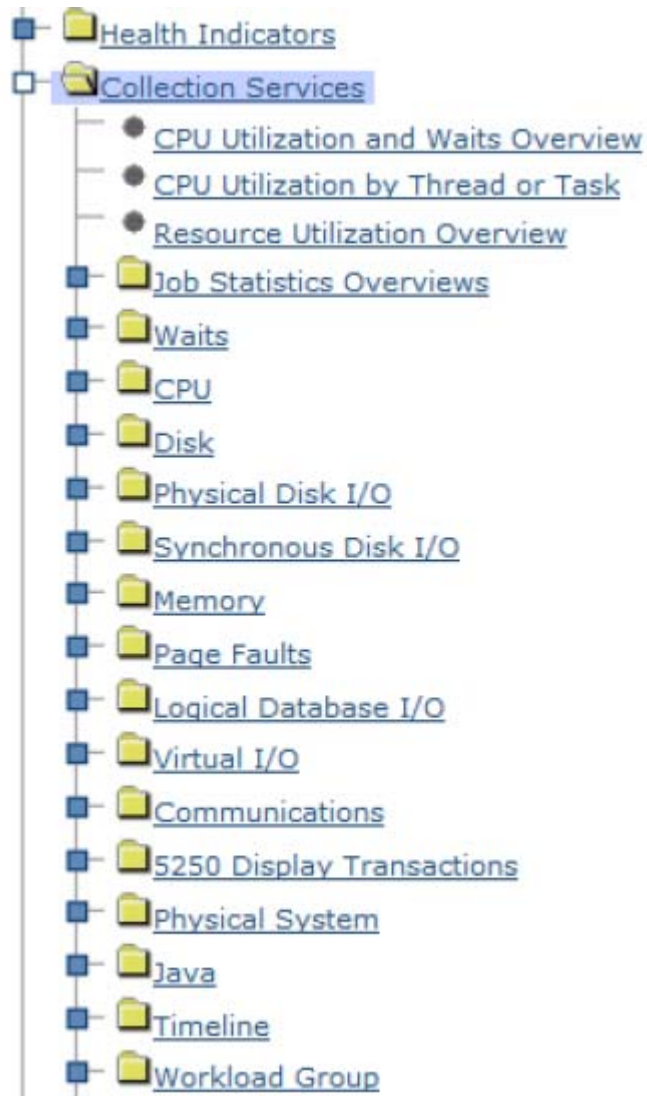 Health Indicators
Collection Services
CPU Utilization and Waits Overview
CPU Utilization by Thread or Task
Resource Utilization Overview
Job Statistics Overviews
Waits
CPU
Disk
Physical Disk I/O
Synchronous Disk I/O
Memory
Page Faults
Logical Database I/O
Virtual I/O
Communications
5250 Display Transactions
Physical System
Java
Timeline
Workload Group